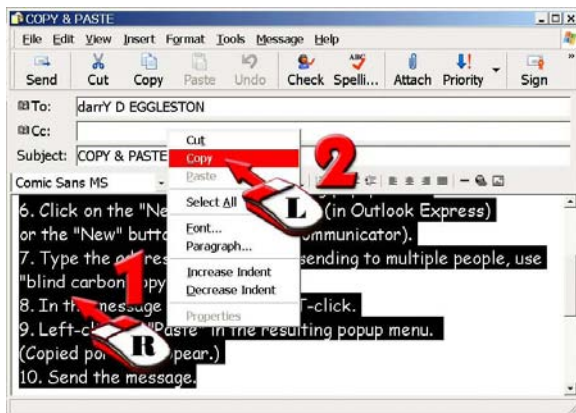 COPY & PASTE
File Edit View Insert Format Tools Message Help
Send Cut Copy Paste Undo Check Spelli... Attach Priority Sign
To: darrY D EGGLESTON
Cc:
Subject: COPY & PASTE
Comic Sans MS
Cut
Copy
Paste
Select All
Font...
Paragraph...
Increase Indent
Decrease Indent
Properties
2
L
1
R
6. Click on the "Ne (in Outlook Express)
or the "New" butto mmunicator).
7. Type the sending to multiple people, use
"blind carbon
8. In the message T-click.
9. Left-cl "Paste" in the resulting popup menu.
(Copied po pear.)
10. Send the message.